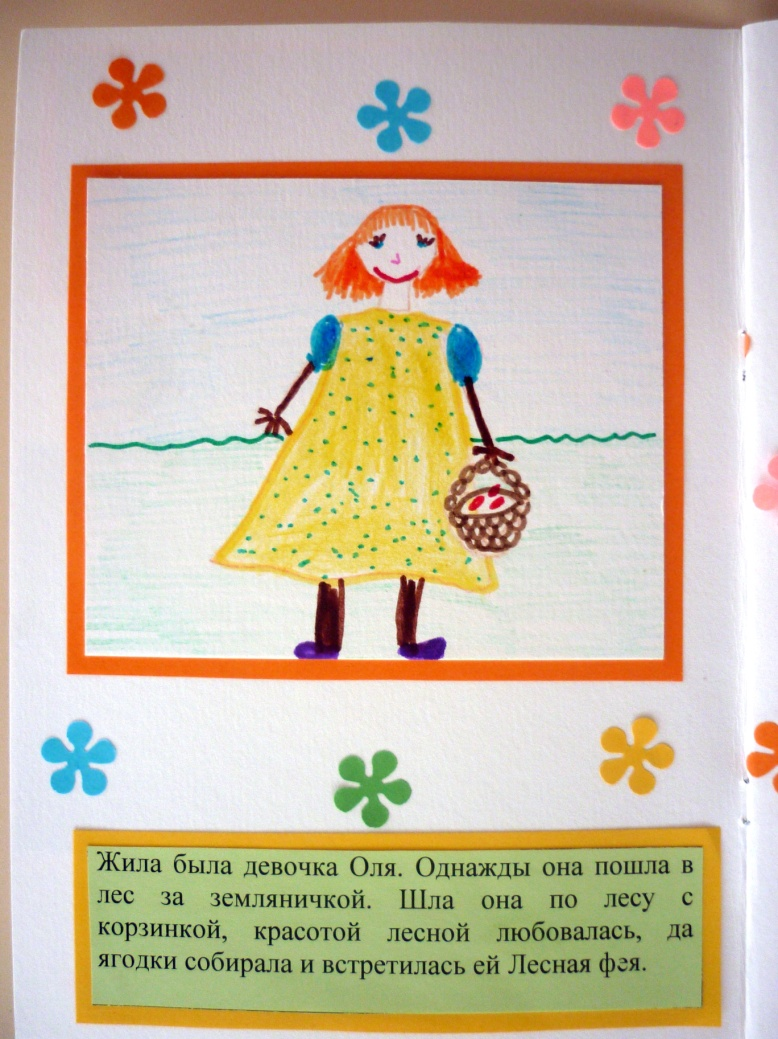 Жила была девочка Оля. Однажды она пошла в
лес за земляничкой. Шла она по лесу с
корзинкой, красотой лесной любовалась, да
ягодки собирала и встретилась ей Лесная фея.